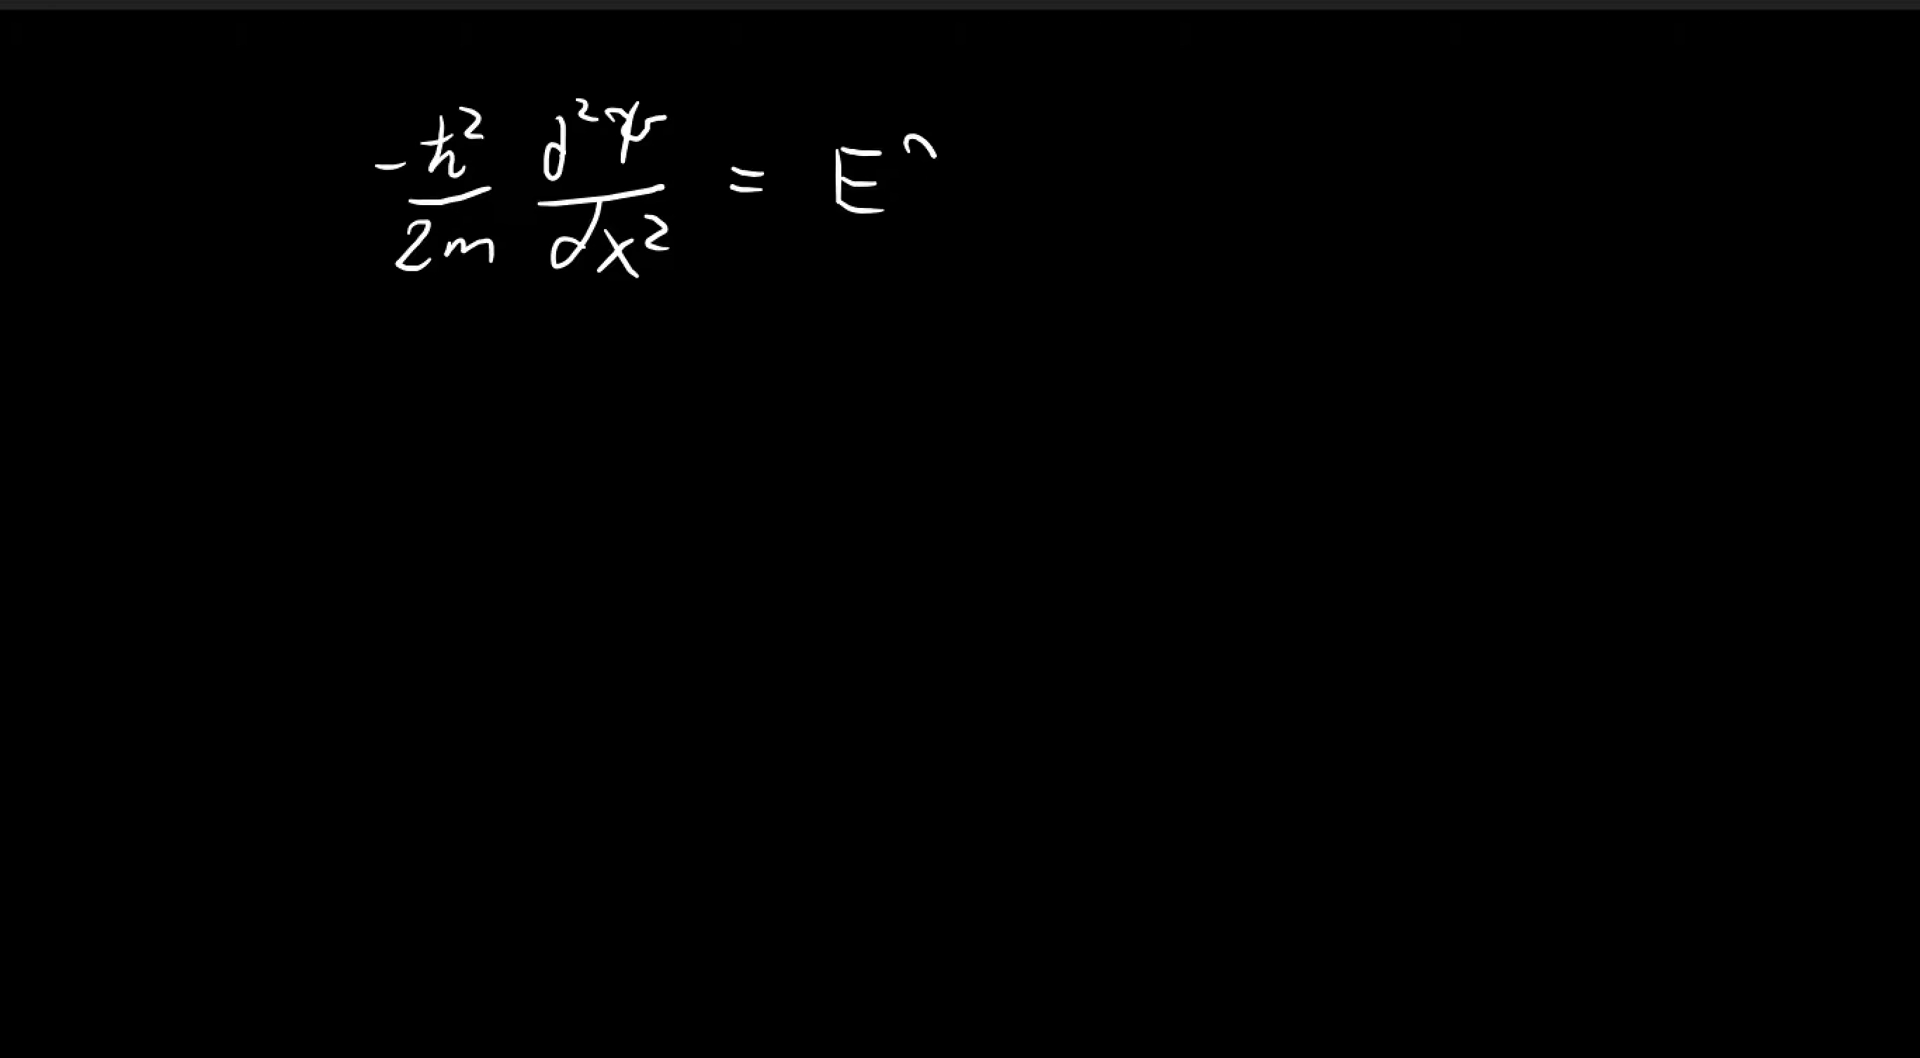 -ħ²/2m d²ψ/dx² = E